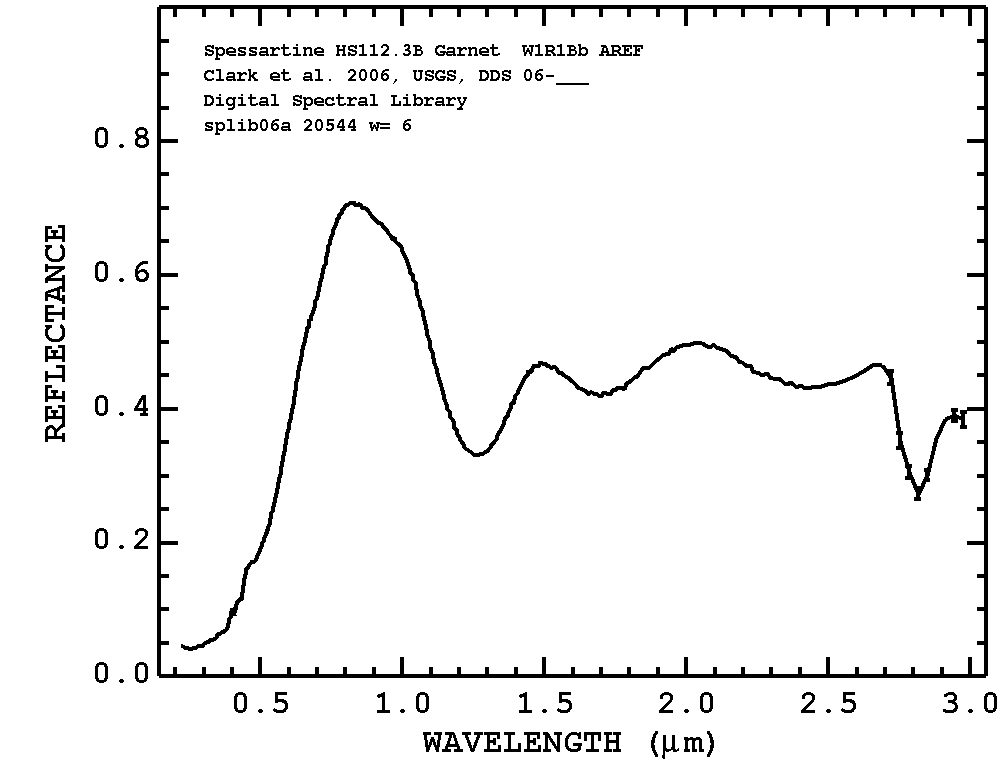 Spessartine HS112.3B Garnet W1R1Bb AREF
Clark et al. 2006, USGS, DDS 06-___
Digital Spectral Library
splib06a 20544 w= 6
0.8
0.6
0.4
0.2
0.0
REFLECTANCE
0.5 1.0 1.5 2.0 2.5 3.0
WAVELENGTH (μm)